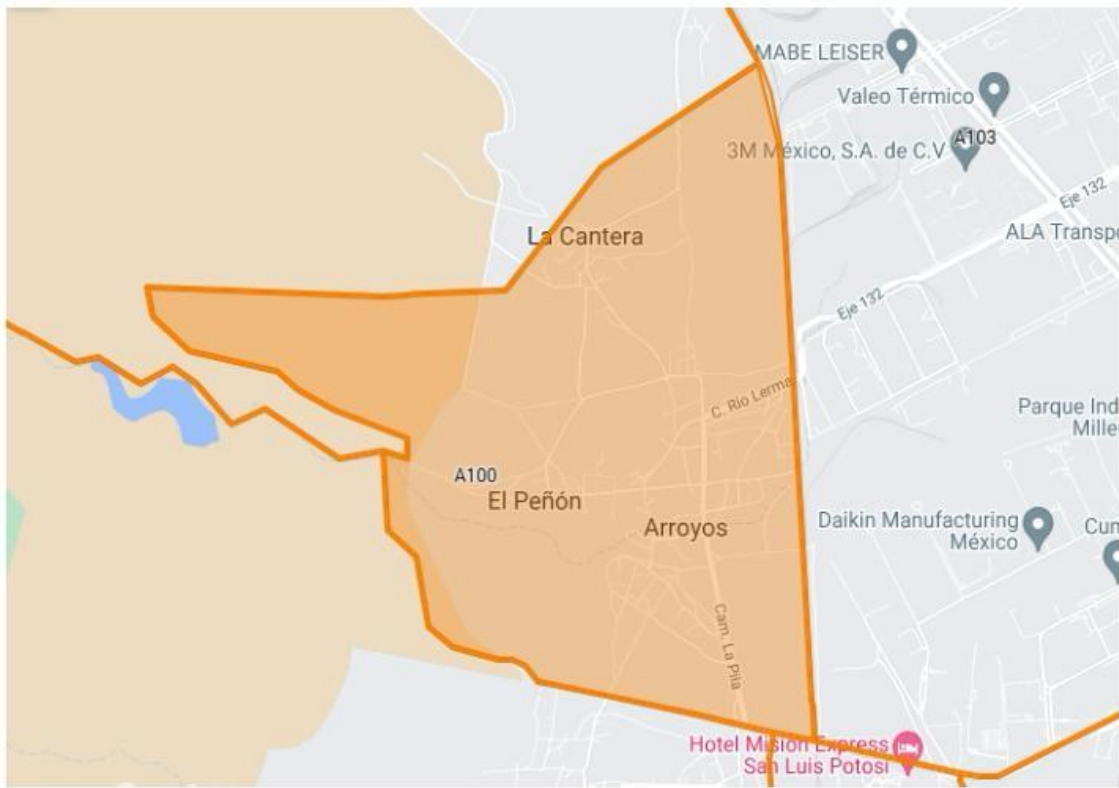 MABE LEISER
Valeo Térmico
A103
3M México, S.A. de C.V
Eje 132
ALA Transpo
La Cantera
Eje 132
C. Rio Lerma
Parque Ind
Mille
A100
El Peñón
Arroyos
Daikin Manufacturing
México
Cum
Cam. La Pila
Hotel Misión Express
San Luis Potosí